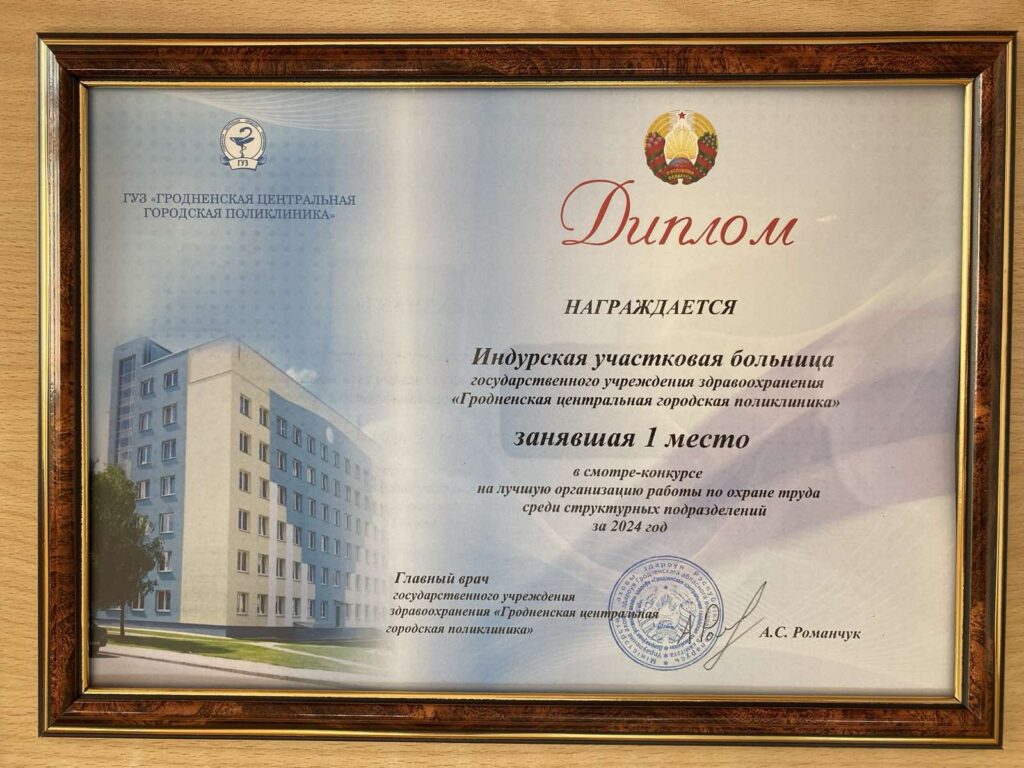 ГУЗ
ГУЗ «ГРОДНЕНСКАЯ ЦЕНТРАЛЬНАЯ
ГОРОДСКАЯ ПОЛИКЛИНИКА»
РЭСПУБЛІКА
БЕЛАРУСЬ
Диплом
НАГРАЖДАЕТСЯ
Индурская участковая больница
государственного учреждения здравоохранения
«Гродненская центральная городская поликлиника»
занявшая 1 место
в смотре-конкурсе
на лучшую организацию работы по охране труда
среди структурных подразделений
за 2024 год
Главный врач
государственного учреждения
здравоохранения «Гродненская центральная
городская поликлиника»
А.С. Романчук